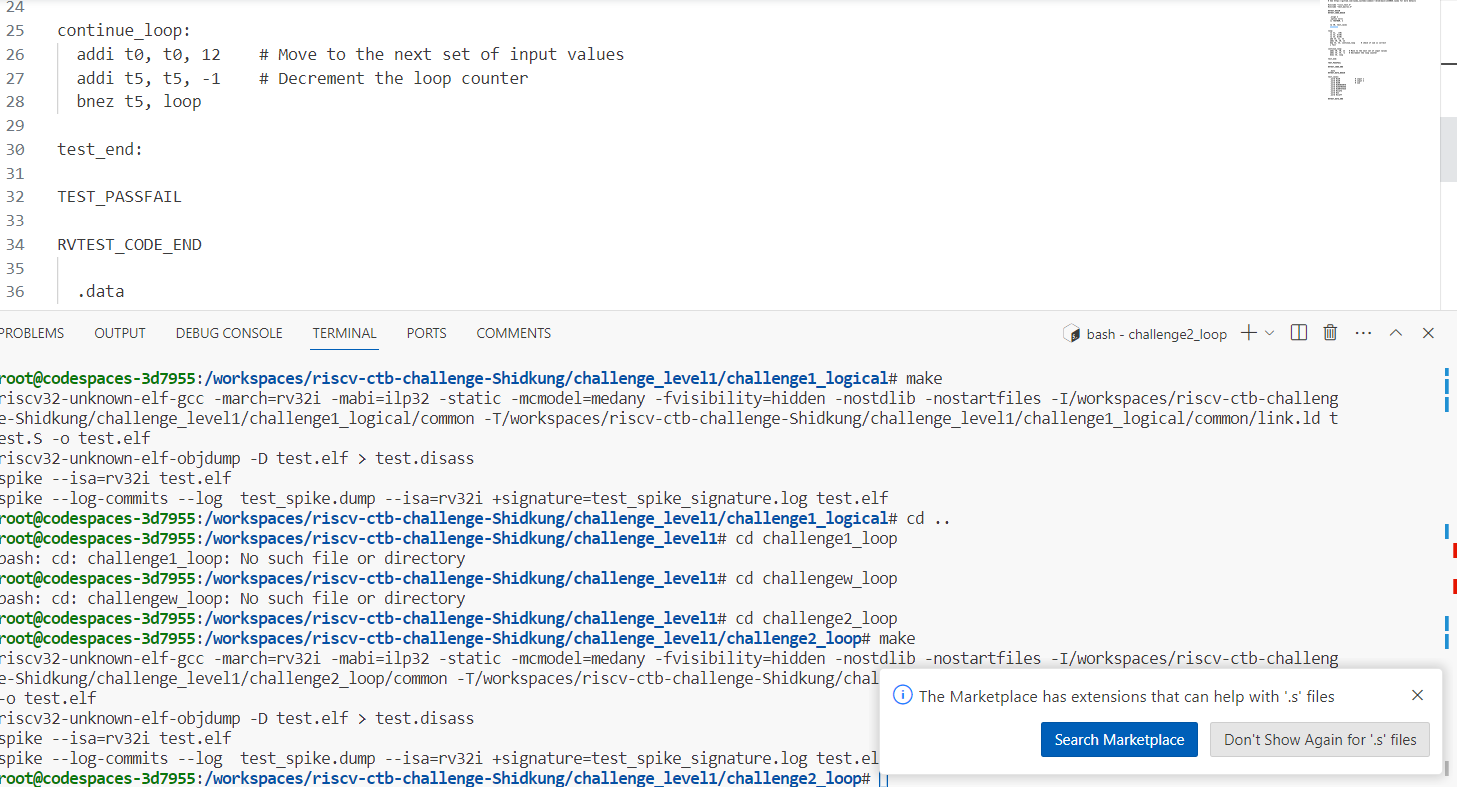 24
25 continue_loop:
26 addi t0, t0, 12 # Move to the next set of input values
27 addi t5, t5, -1 # Decrement the loop counter
28 bnez t5, loop
29
30 test_end:
31
32 TEST_PASSFAIL
33
34 RVTEST_CODE_END
35
36 .data
PROBLEMS OUTPUT DEBUG CONSOLE TERMINAL PORTS COMMENTS bash - challenge2_loop
root@codespaces-3d7955:/workspaces/riscv-ctb-challenge-Shidkung/challenge_level1/challenge1_logical# make
riscv32-unknown-elf-gcc -march=rv32i -mabi=ilp32 -static -mcmodel=medany -fvisibility=hidden -nostdlib -nostartfiles -I/workspaces/riscv-ctb-challeng
e-Shidkung/challenge_level1/challenge1_logical/common -T/workspaces/riscv-ctb-challenge-Shidkung/challenge_level1/challenge1_logical/common/link.ld t
est.S -o test.elf
riscv32-unknown-elf-objdump -D test.elf > test.disass
spike --isa=rv32i test.elf
spike --log-commits --log  test_spike.dump --isa=rv32i +signature=test_spike_signature.log test.elf
root@codespaces-3d7955:/workspaces/riscv-ctb-challenge-Shidkung/challenge_level1/challenge1_logical# cd ..
root@codespaces-3d7955:/workspaces/riscv-ctb-challenge-Shidkung/challenge_level1# cd challenge1_loop
bash: cd: challenge1_loop: No such file or directory
root@codespaces-3d7955:/workspaces/riscv-ctb-challenge-Shidkung/challenge_level1# cd challengew_loop
bash: cd: challengew_loop: No such file or directory
root@codespaces-3d7955:/workspaces/riscv-ctb-challenge-Shidkung/challenge_level1# cd challenge2_loop
root@codespaces-3d7955:/workspaces/riscv-ctb-challenge-Shidkung/challenge_level1/challenge2_loop# make
riscv32-unknown-elf-gcc -march=rv32i -mabi=ilp32 -static -mcmodel=medany -fvisibility=hidden -nostdlib -nostartfiles -I/workspaces/riscv-ctb-challeng
e-Shidkung/challenge_level1/challenge2_loop/common -T/workspaces/riscv-ctb-challenge-Shidkung/chal
-o test.elf
riscv32-unknown-elf-objdump -D test.elf > test.disass
spike --isa=rv32i test.elf
spike --log-commits --log  test_spike.dump --isa=rv32i +signature=test_spike_signature.log test.el
root@codespaces-3d7955:/workspaces/riscv-ctb-challenge-Shidkung/challenge_level1/challenge2_loop#
The Marketplace has extensions that can help with '.s' files
Search Marketplace Don't Show Again for '.s' files